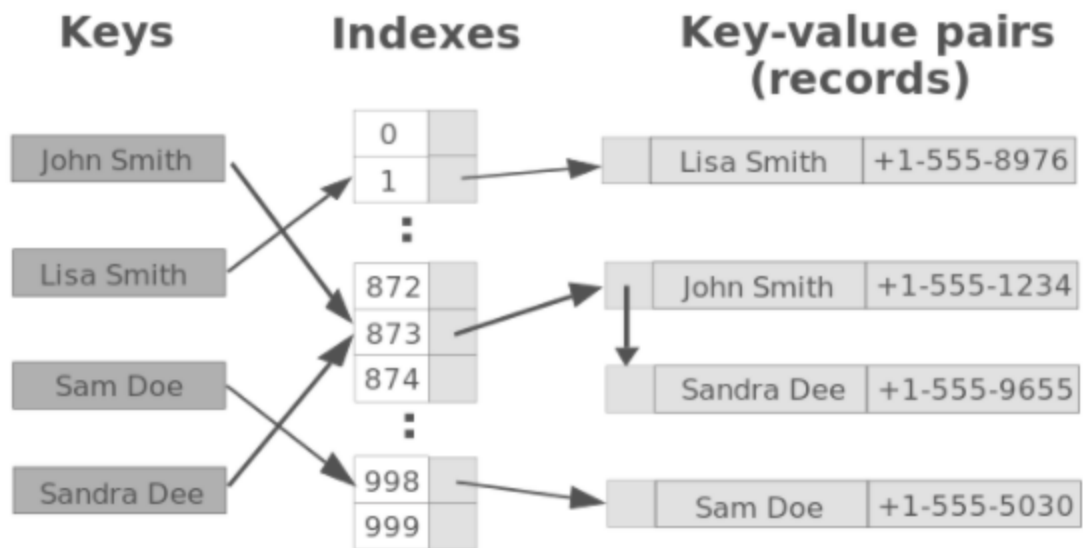 Keys
Indexes
Key-value pairs
(records)
John Smith
Lisa Smith
Sam Doe
Sandra Dee
0
1
:
872
873
874
:
998
999
Lisa Smith +1-555-8976
John Smith +1-555-1234
Sandra Dee +1-555-9655
Sam Doe +1-555-5030